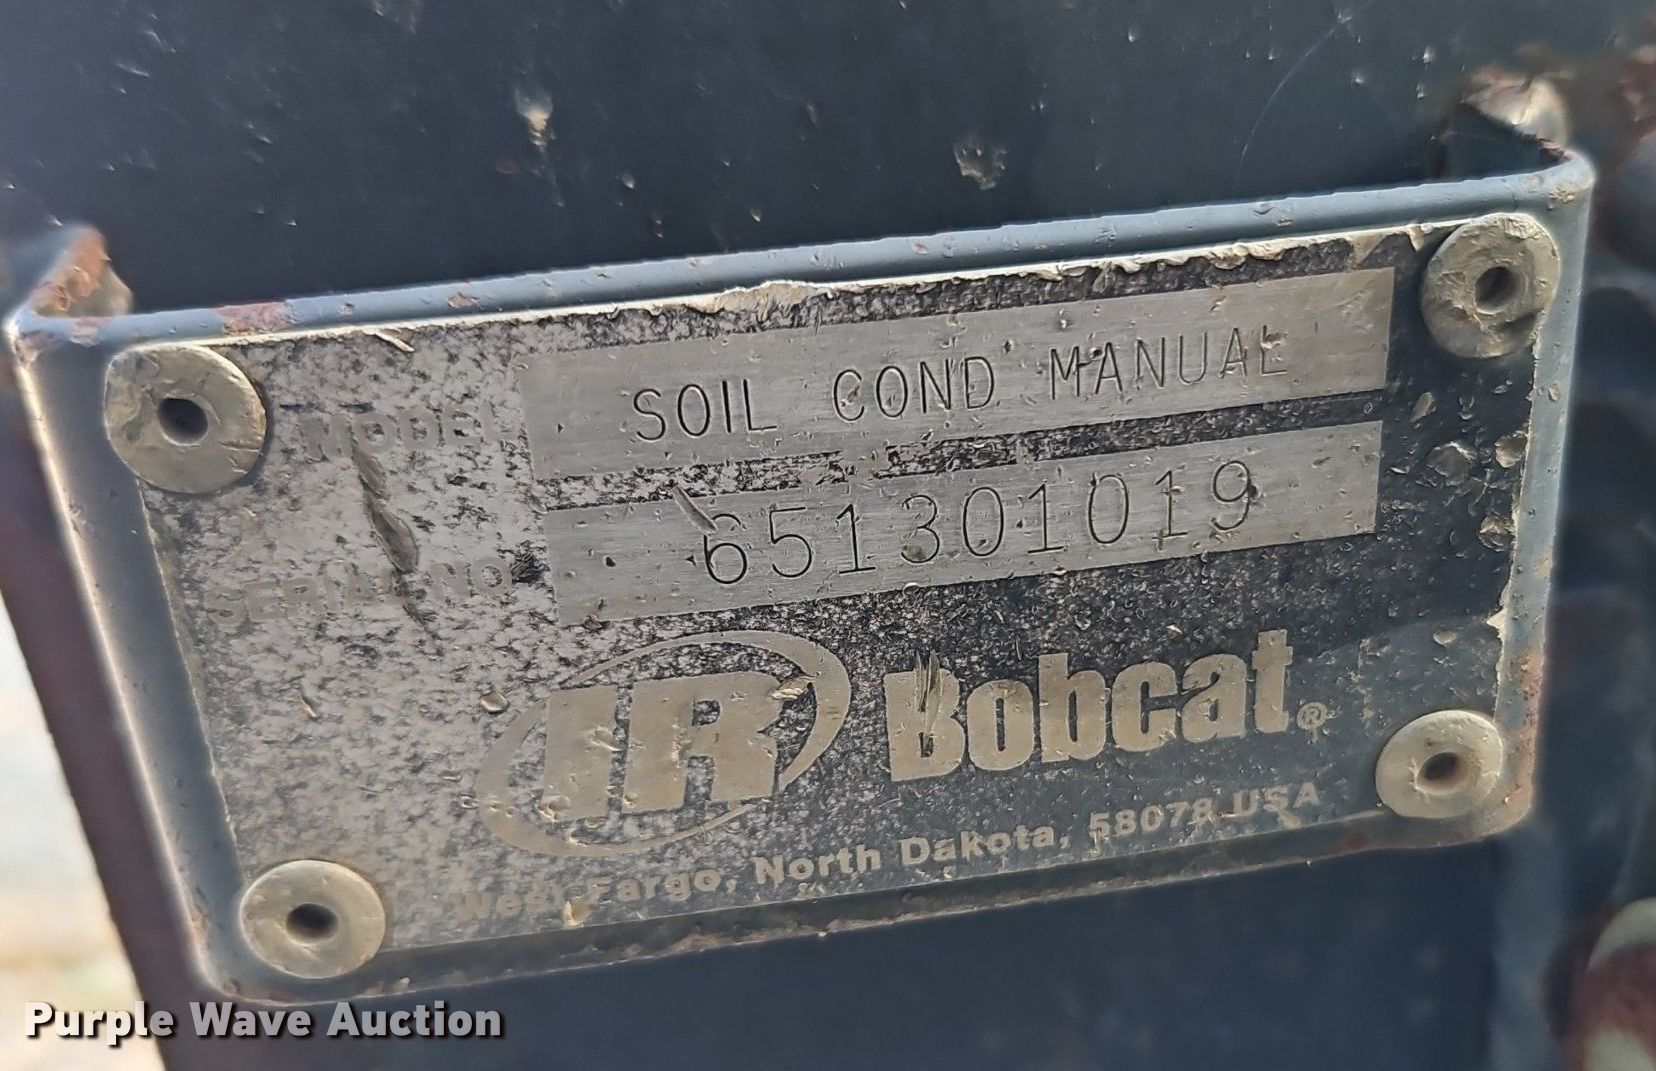 MODEL SOIL COND MANUAL
SERIAL NO. 651301019
IR Bobcat®
West Fargo, North Dakota, 58078 USA
Purple Wave Auction